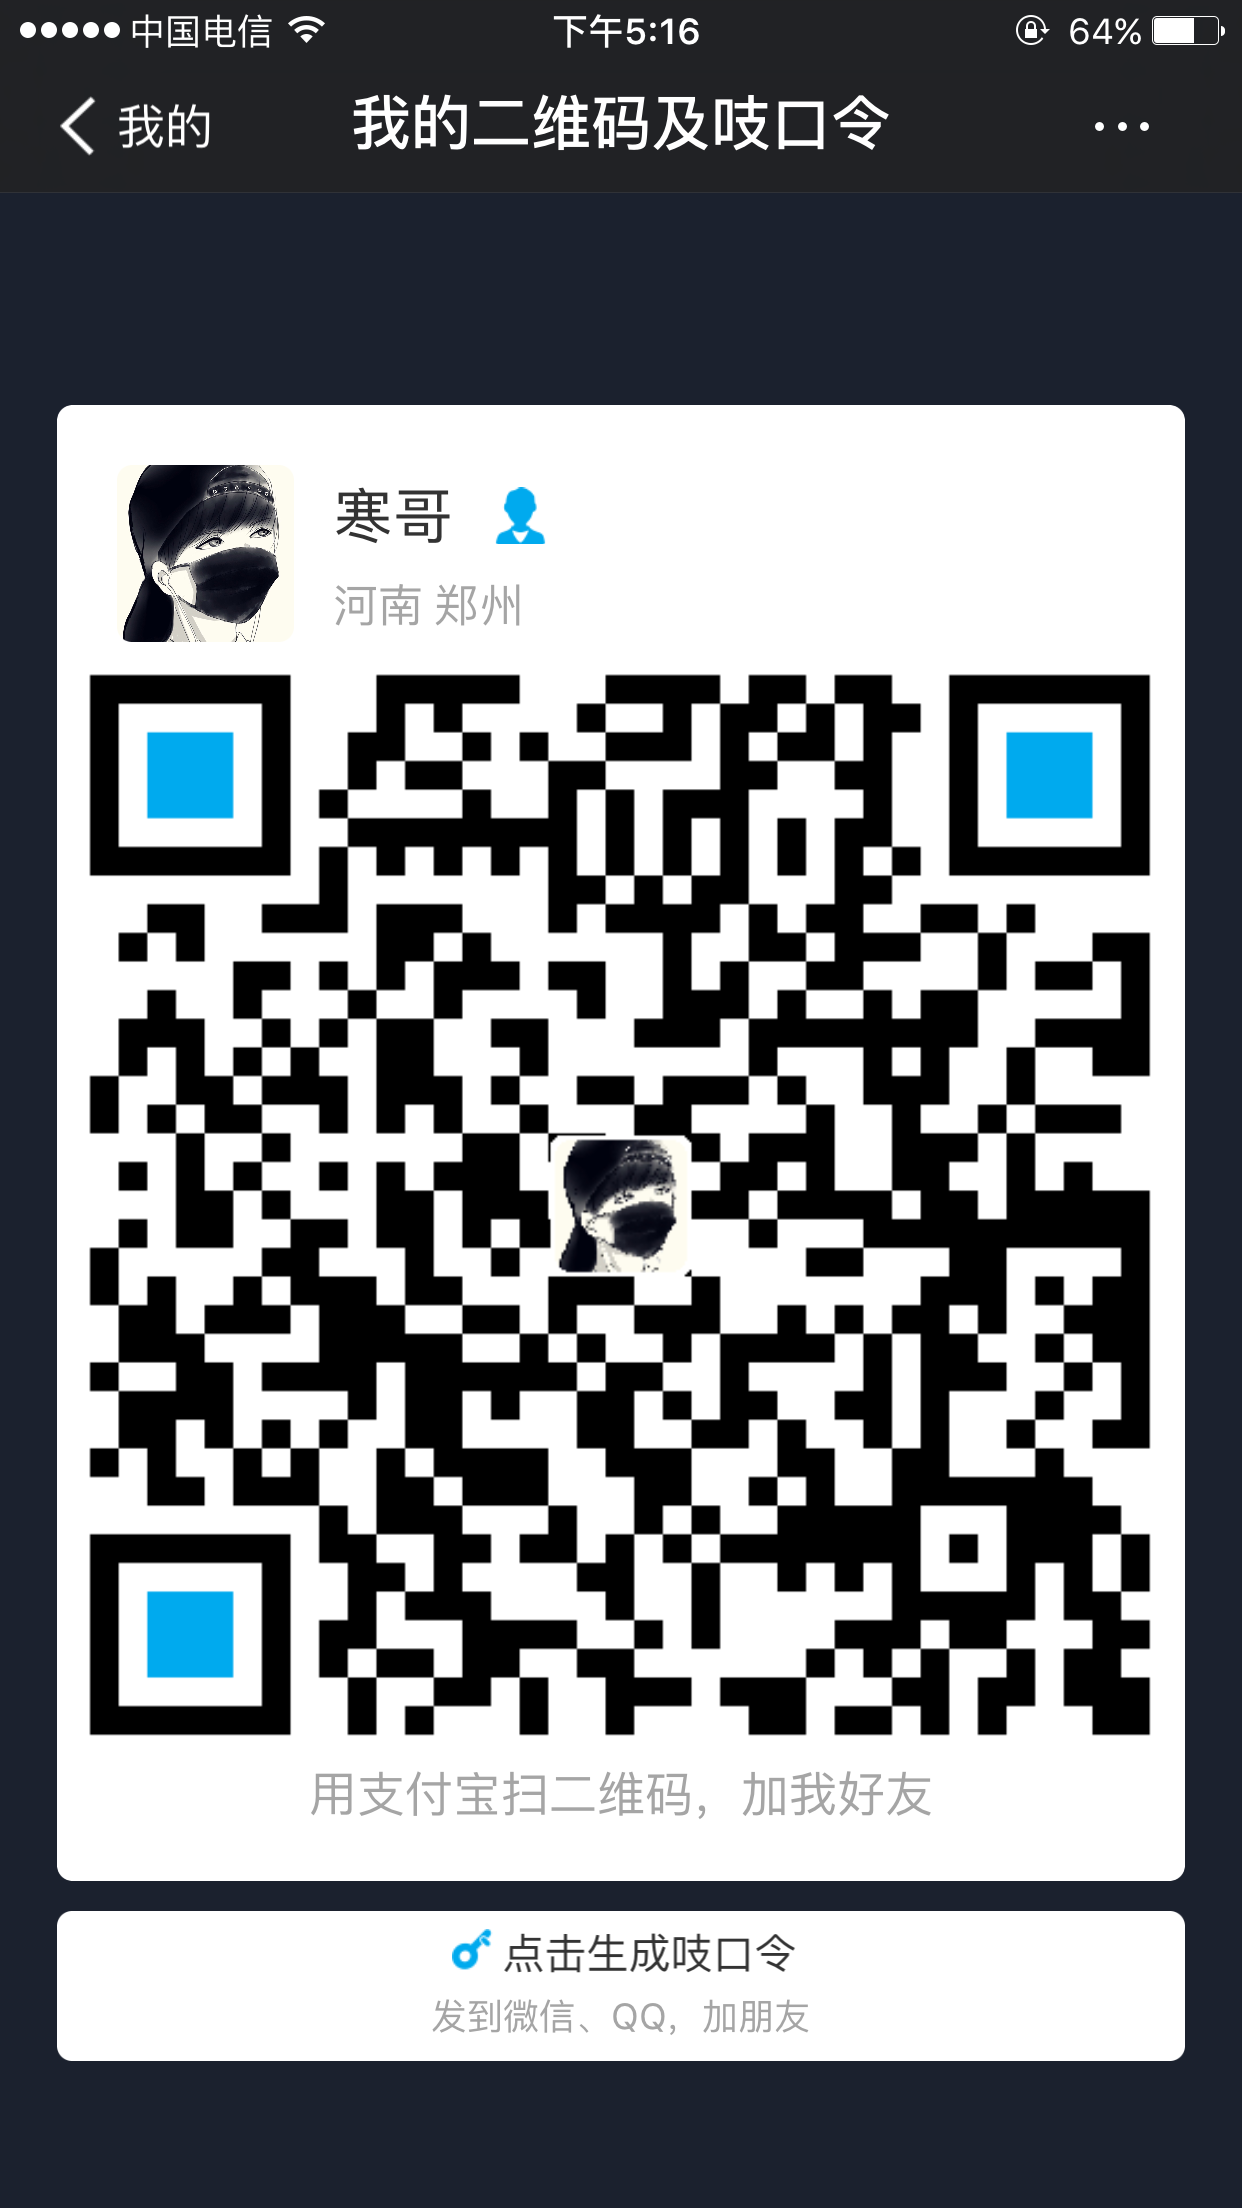 中国电信 下午5:16 64%
我的 我的二维码及吱口令
寒哥
河南 郑州
用支付宝扫二维码，加我好友
点击生成吱口令
发到微信、QQ，加朋友